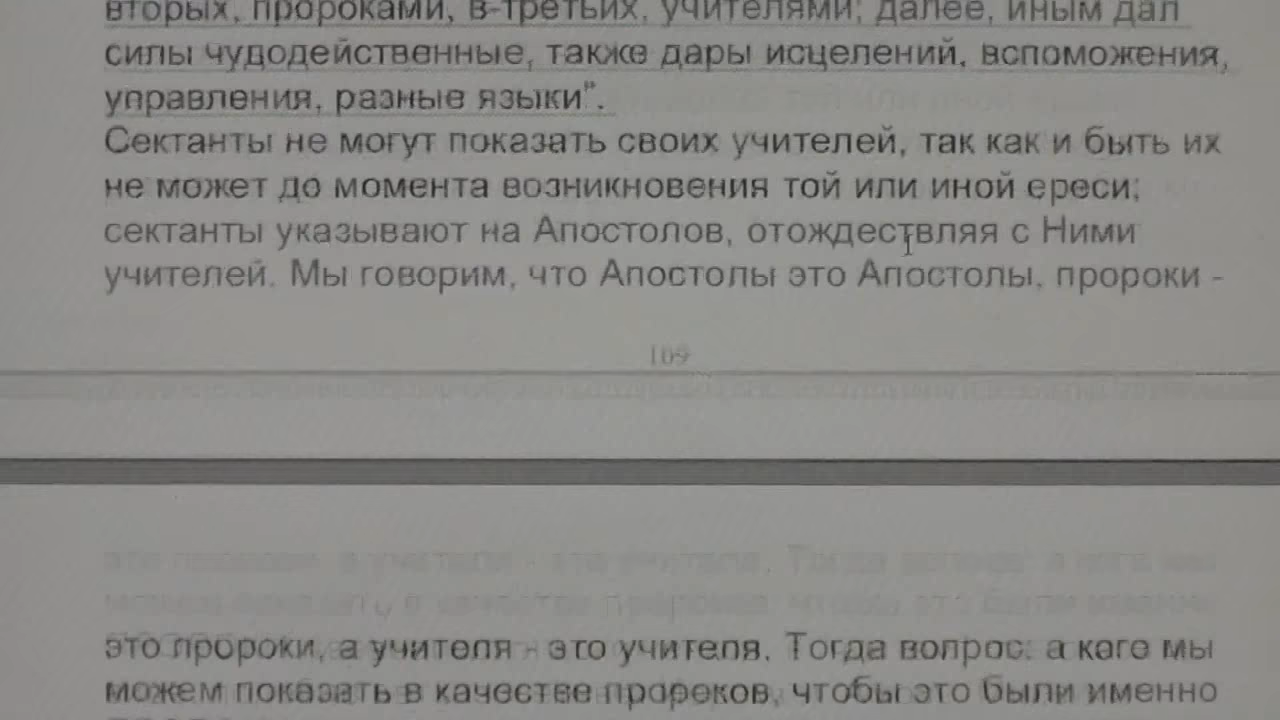 вторых, пророками, в-третьих, учителями; далее, иным дал
силы чудодейственные, также дары исцелений, вспоможения,
управления, разные языки".
Сектанты не могут показать своих учителей, так как и быть их
не может до момента возникновения той или иной ереси;
сектанты указывают на Апостолов, отождествляя с Ними
учителей. Мы говорим, что Апостолы это Апостолы, пророки -
169
это пророки, а учителя - это учителя. Тогда вопрос: а кого мы
можем показать в качестве пророков, чтобы это были именно